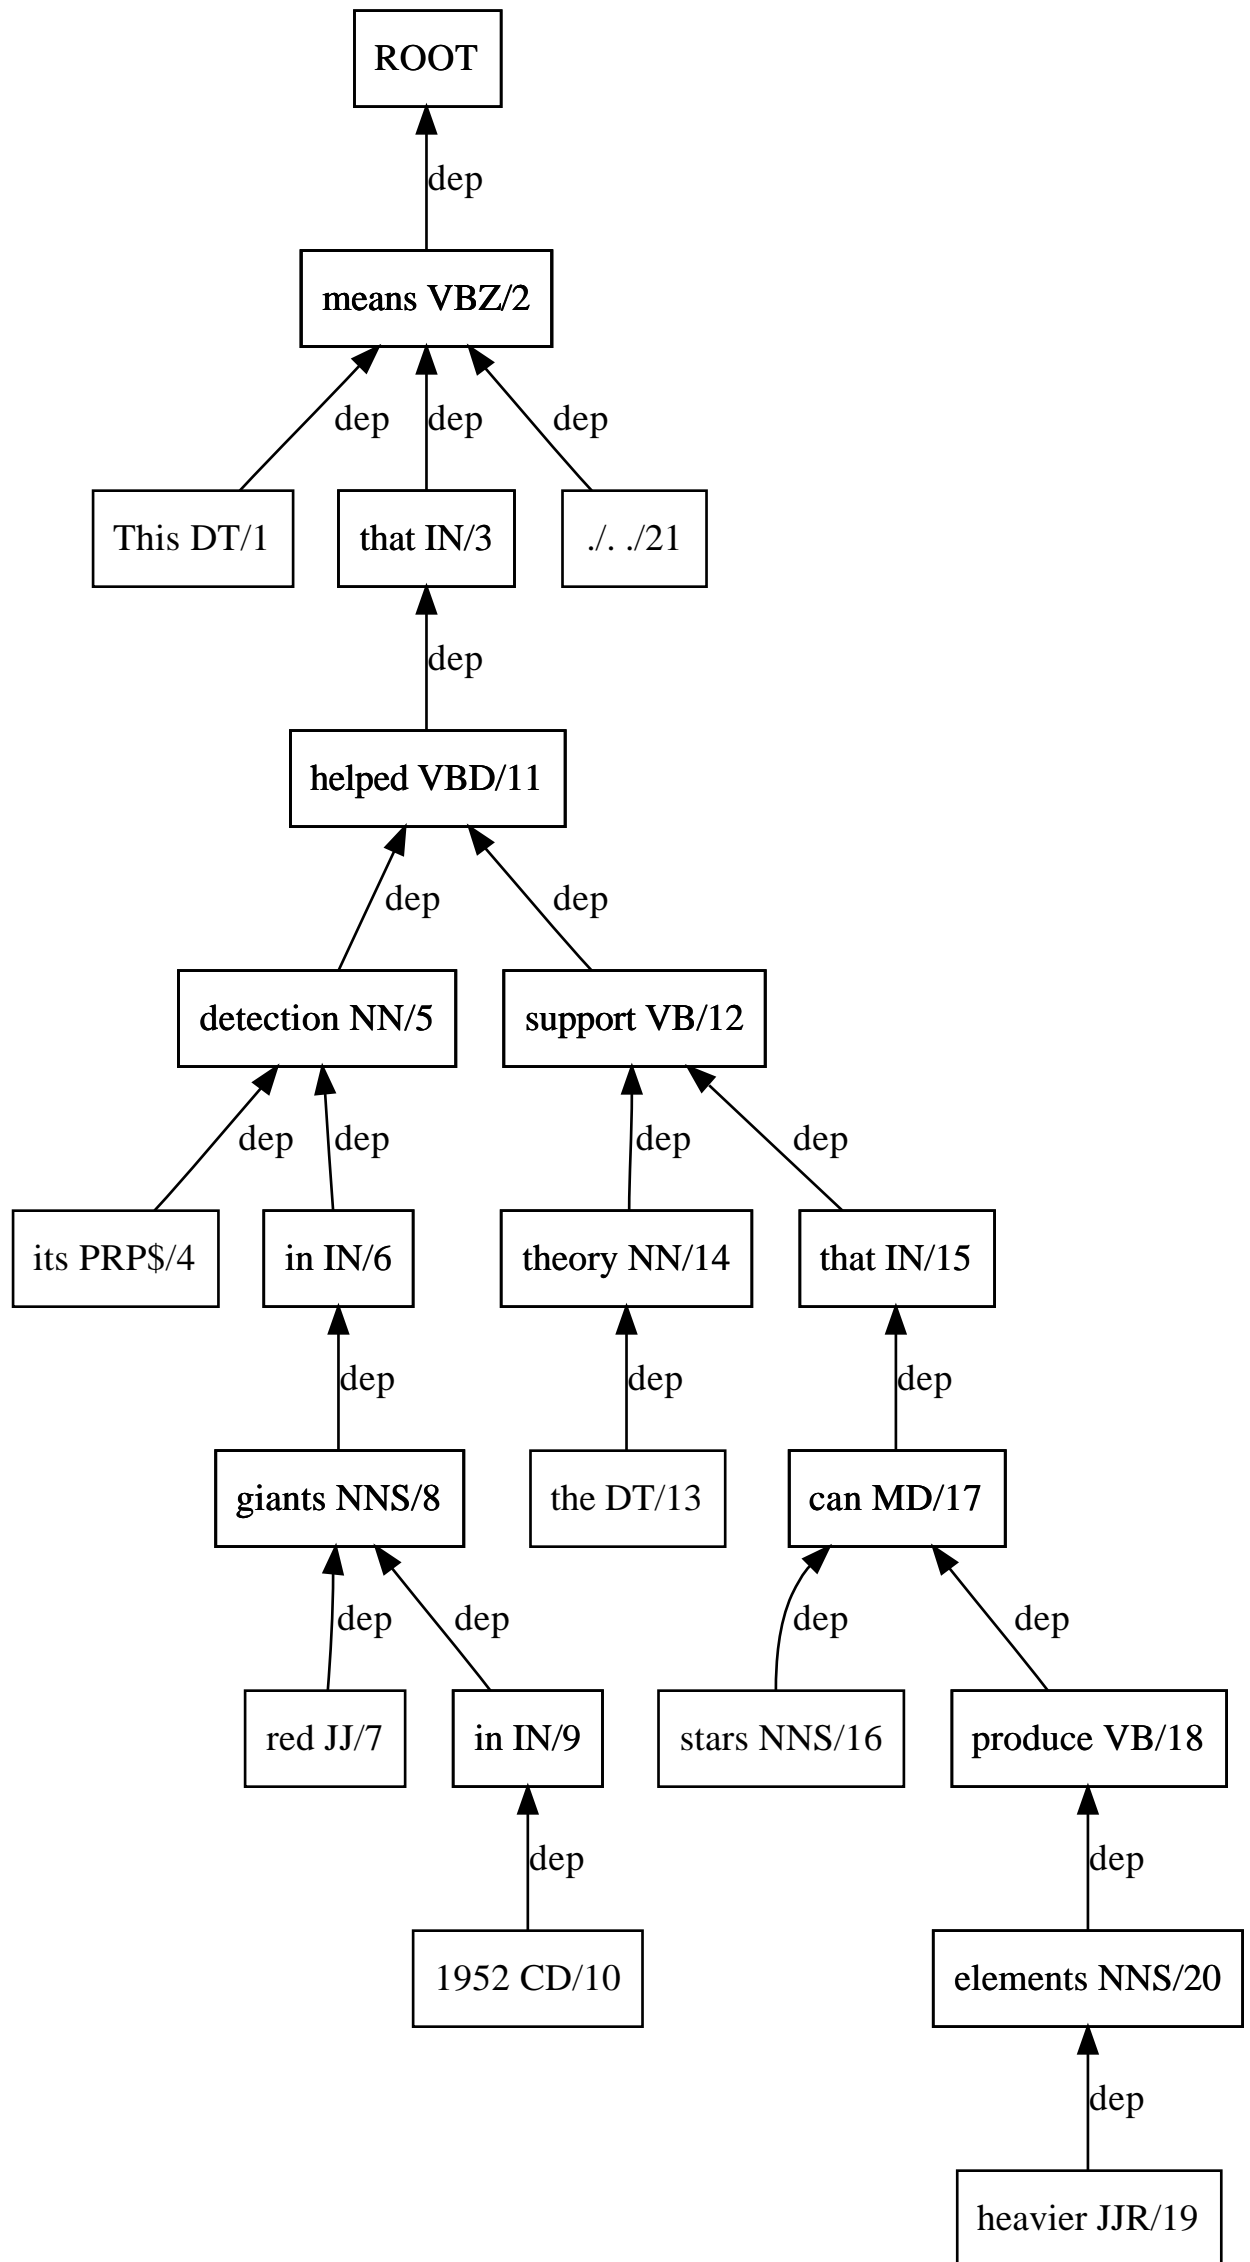 ROOT
dep
means VBZ/2
dep dep dep
This DT/1 that IN/3 ./. ./21
dep
helped VBD/11
dep dep
detection NN/5 support VB/12
dep dep dep dep
its PRP$/4 in IN/6 theory NN/14 that IN/15
dep dep dep
giants NNS/8 the DT/13 can MD/17
dep dep dep dep
red JJ/7 in IN/9 stars NNS/16 produce VB/18
dep dep
1952 CD/10 elements NNS/20
dep
heavier JJR/19